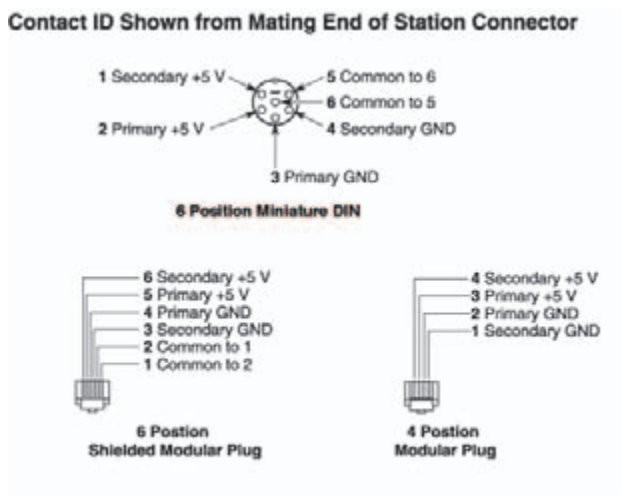 Contact ID Shown from Mating End of Station Connector
1 Secondary +5 V
5 Common to 6
6 Common to 5
2 Primary +5 V
4 Secondary GND
3 Primary GND
6 Position Miniature DIN
6 Secondary +5 V
5 Primary +5 V
4 Primary GND
3 Secondary GND
2 Common to 1
1 Common to 2
6 Postion
Shielded Modular Plug
4 Secondary +5 V
3 Primary +5 V
2 Primary GND
1 Secondary GND
4 Postion
Modular Plug